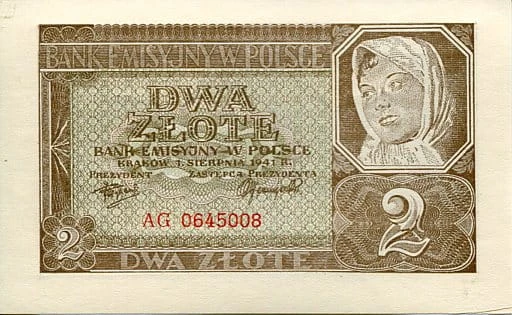 BANK EMISYJNY W POLSCE
DWA
ZŁOTE
BANK EMISYJNY W POLSCE
KRAKÓW 1. SIERPNIA 1941 R.
PREZYDENT ZASTĘPCA PREZYDENTA
AG 0645008
2
2
DWA ZŁOTE